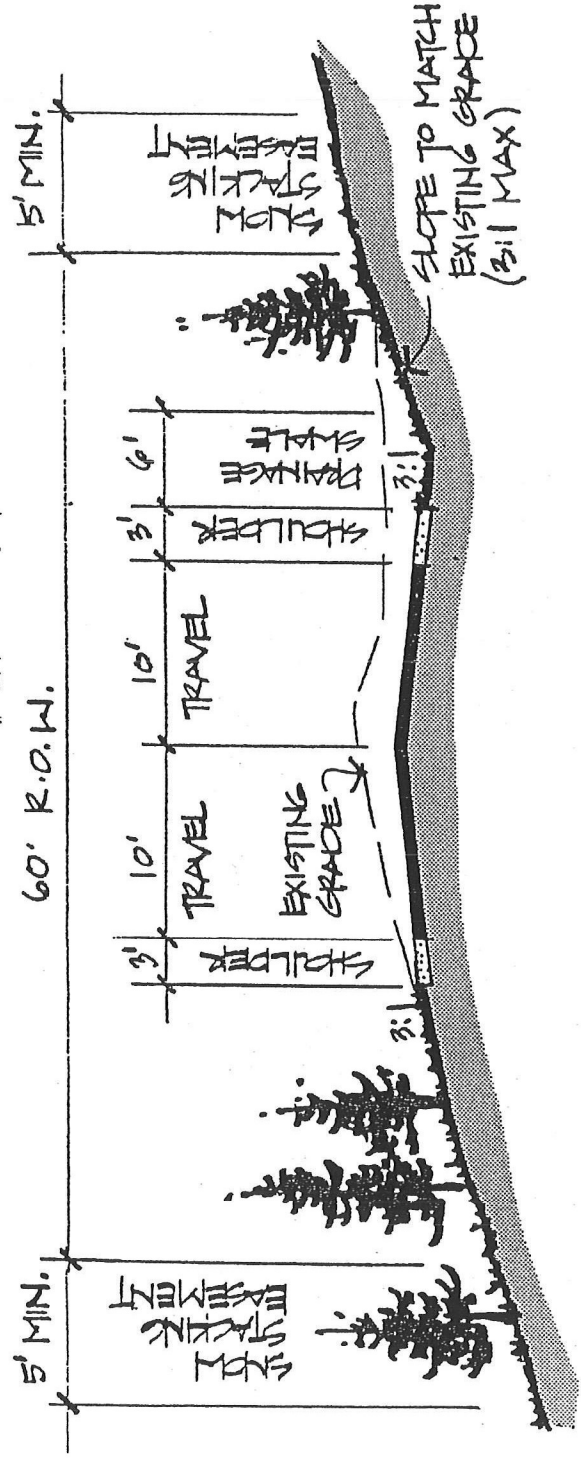 60' R.O.W.
5' MIN.
5' MIN.
3'
10'
10'
3'
6'
SNOW
STACKING
EASEMENT
SHOULDER
TRAVEL
TRAVEL
SHOULDER
DRAINAGE
SWALE
SNOW
STACKING
EASEMENT
EXISTING
GRADE
3:1
3:1
SLOPE TO MATCH
EXISTING GRADE
(3:1 MAX)